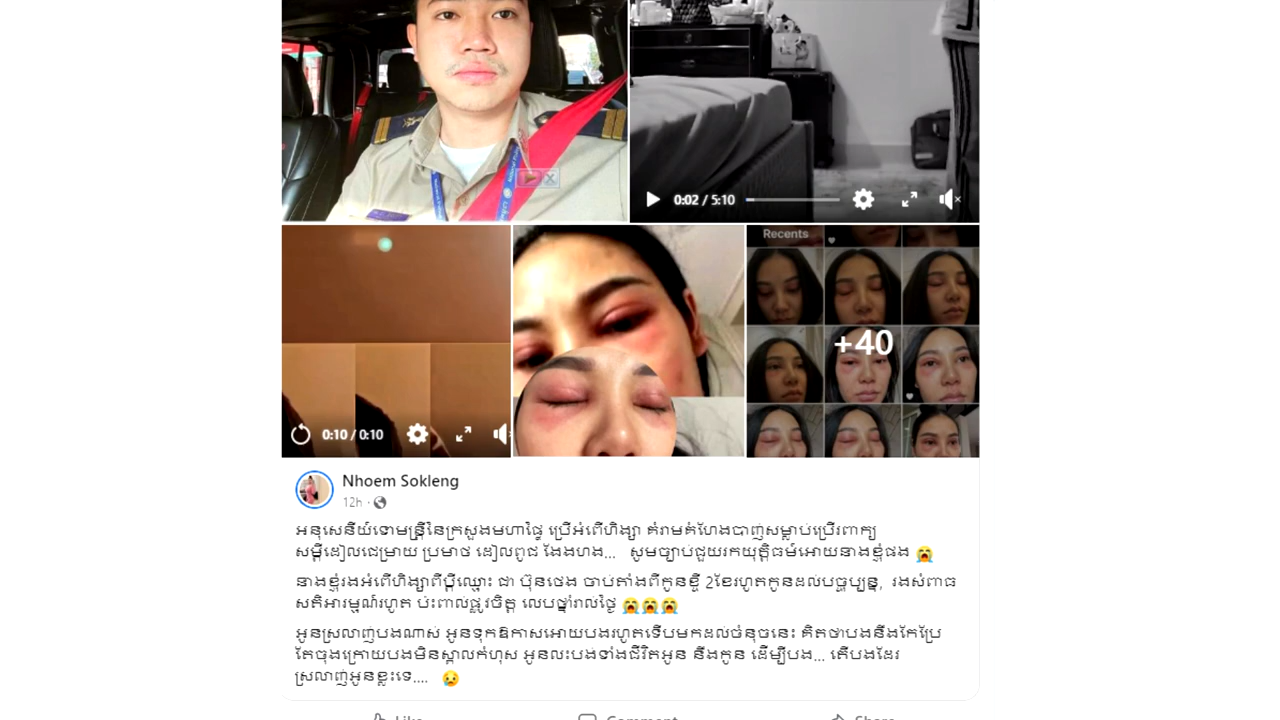 0:02 / 5:10
Recents
+40
0:10 / 0:10
Nhoem Sokleng
12h ·
អនុសេនីយ៍ទោមន្ត្រីនៃក្រសួងមហាផ្ទៃ ប្រើអំពើហិង្សា គំរាមគំហែងបាញ់សម្លាប់ប្រើរពាក្យ
សម្តីដៀលជេម្រាយ ប្រមាថ ដៀលពូជ ងែងហង... សូមច្បាប់ជួយរកយុត្តិធម៍អោយនាងខ្ញុំផង 😭
នាងខ្ញុំរងអំពើហិង្សាពីប្តីឈ្មោះ ជា ប៊ុនថេង ចាប់តាំងពីកូនខ្ចី 2ខែរហូតកូនដល់បច្ចុប្បន្ន, រងសំពាធ
សតិអារម្មណ៍រហូត ប៉ះពាល់ផ្លូវចិត្ត លេបថ្នាំរាល់ថ្ងៃ 😭😭😭
អូនស្រលាញ់បងណាស់ អូនទុកឱកាសអោយបងរហូតទើបមកដល់ចំនុចនេះ គិតថាបងនឹងកែប្រែ
តែចុងក្រោយបងមិនស្គាល់កំហុស អូនលះបងទាំងជីវិតអូន នឹងកូន ដើម្បីបង... តើបងដែរ
ស្រលាញ់អូនខ្លះទេ.... 😢
Like Comment Share